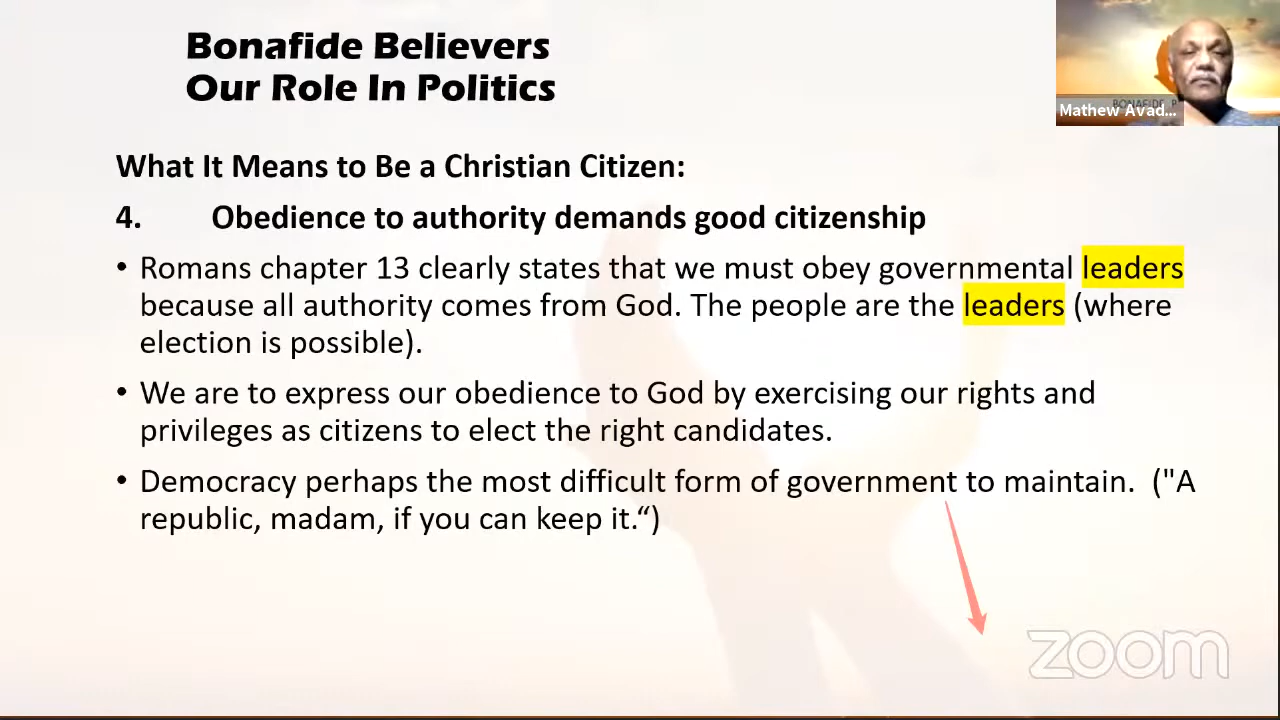 Bonafide Believers
Our Role In Politics
Mathew Avad...
What It Means to Be a Christian Citizen:
4. Obedience to authority demands good citizenship
• Romans chapter 13 clearly states that we must obey governmental leaders
because all authority comes from God. The people are the leaders (where
election is possible).
• We are to express our obedience to God by exercising our rights and
privileges as citizens to elect the right candidates.
• Democracy perhaps the most difficult form of government to maintain. ("A
republic, madam, if you can keep it.“)
zoom